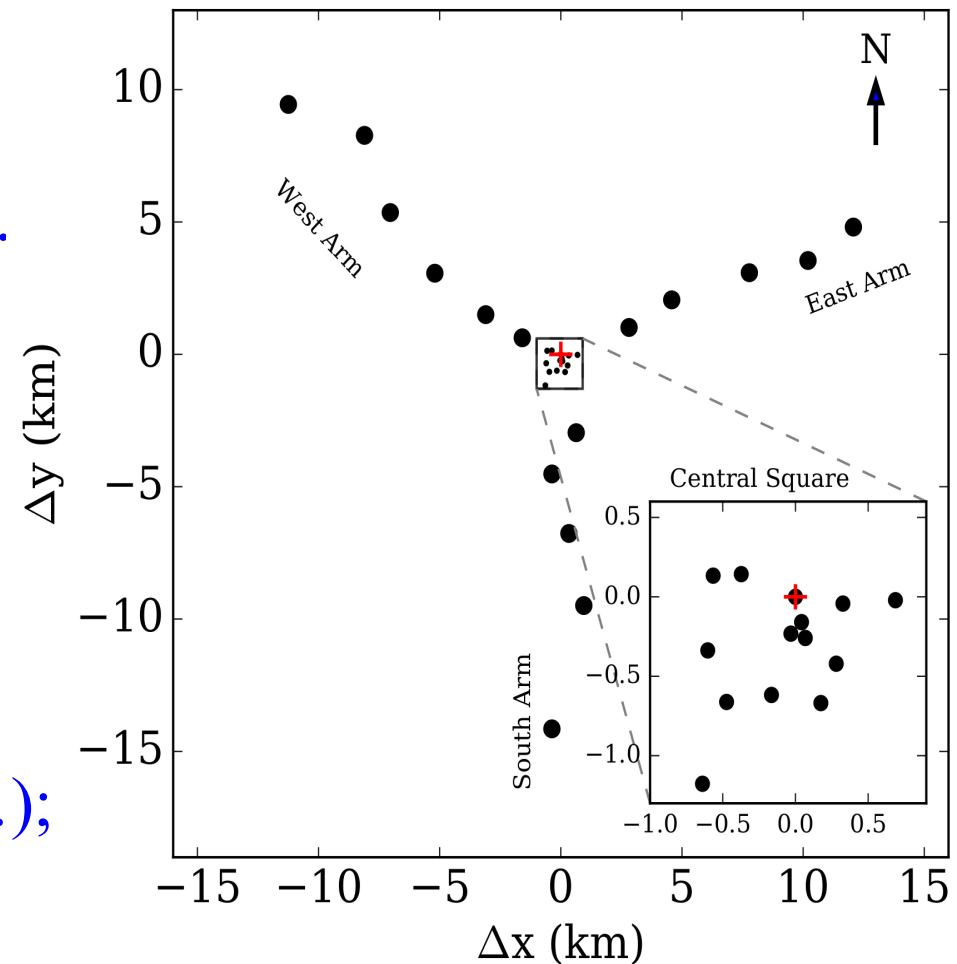 N
10
5
0
−5
−10
−15
Δy (km)
West Arm
East Arm
South Arm
.
.);
Central Square
0.5
0.0
−0.5
−1.0
−1.0 −0.5 0.0 0.5
−15 −10 −5 0 5 10 15
Δx (km)